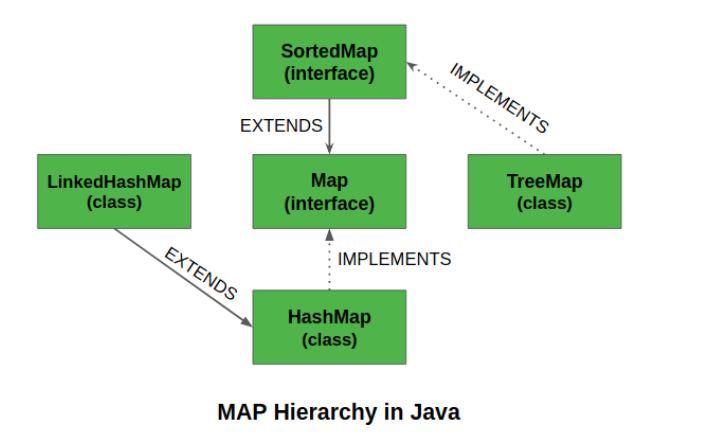 SortedMap
(interface)
IMPLEMENTS
EXTENDS
LinkedHashMap
(class)
Map
(interface)
TreeMap
(class)
EXTENDS
IMPLEMENTS
HashMap
(class)
MAP Hierarchy in Java